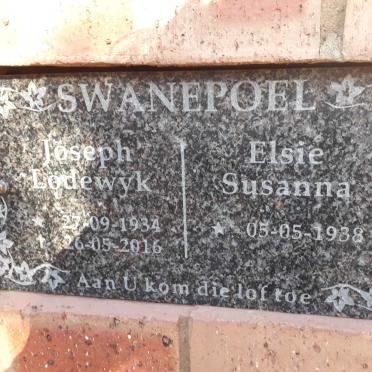 SWANEPOEL
Joseph
Lodewyk
27-09-1934
26-05-2016
Elsie
Susanna
05-05-1938
Aan U kom die lof toe